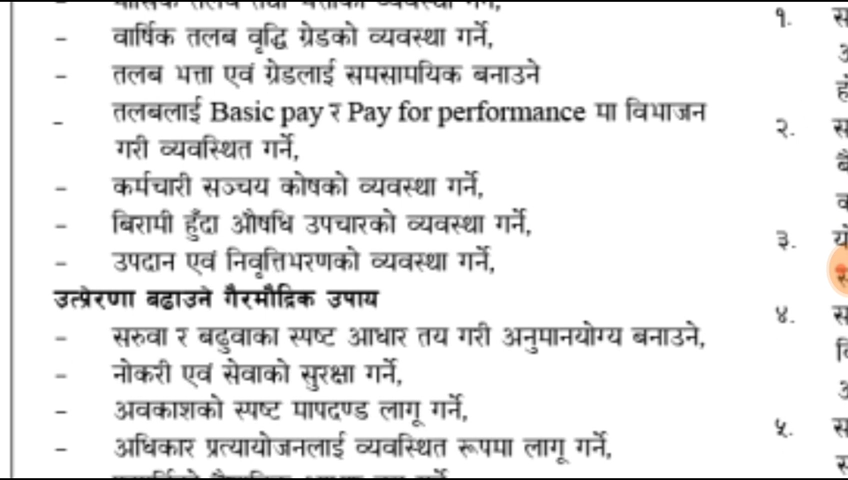 - वार्षिक तलब वृद्धि ग्रेडको व्यवस्था गर्ने,
- तलब भत्ता एवं ग्रेडलाई समसामयिक बनाउने
- तलबलाई Basic pay र Pay for performance मा विभाजन
गरी व्यवस्थित गर्ने,
- कर्मचारी सञ्चय कोषको व्यवस्था गर्ने,
- बिरामी हुँदा औषधि उपचारको व्यवस्था गर्ने,
- उपदान एवं निवृत्तिभरणको व्यवस्था गर्ने,
उत्प्रेरणा बढाउने गैरमौद्रिक उपाय
- सरुवा र बढुवाका स्पष्ट आधार तय गरी अनुमानयोग्य बनाउने,
- नोकरी एवं सेवाको सुरक्षा गर्ने,
- अवकाशको स्पष्ट मापदण्ड लागू गर्ने,
- अधिकार प्रत्यायोजनलाई व्यवस्थित रूपमा लागू गर्ने,
१.
२.
३.
४.
५.